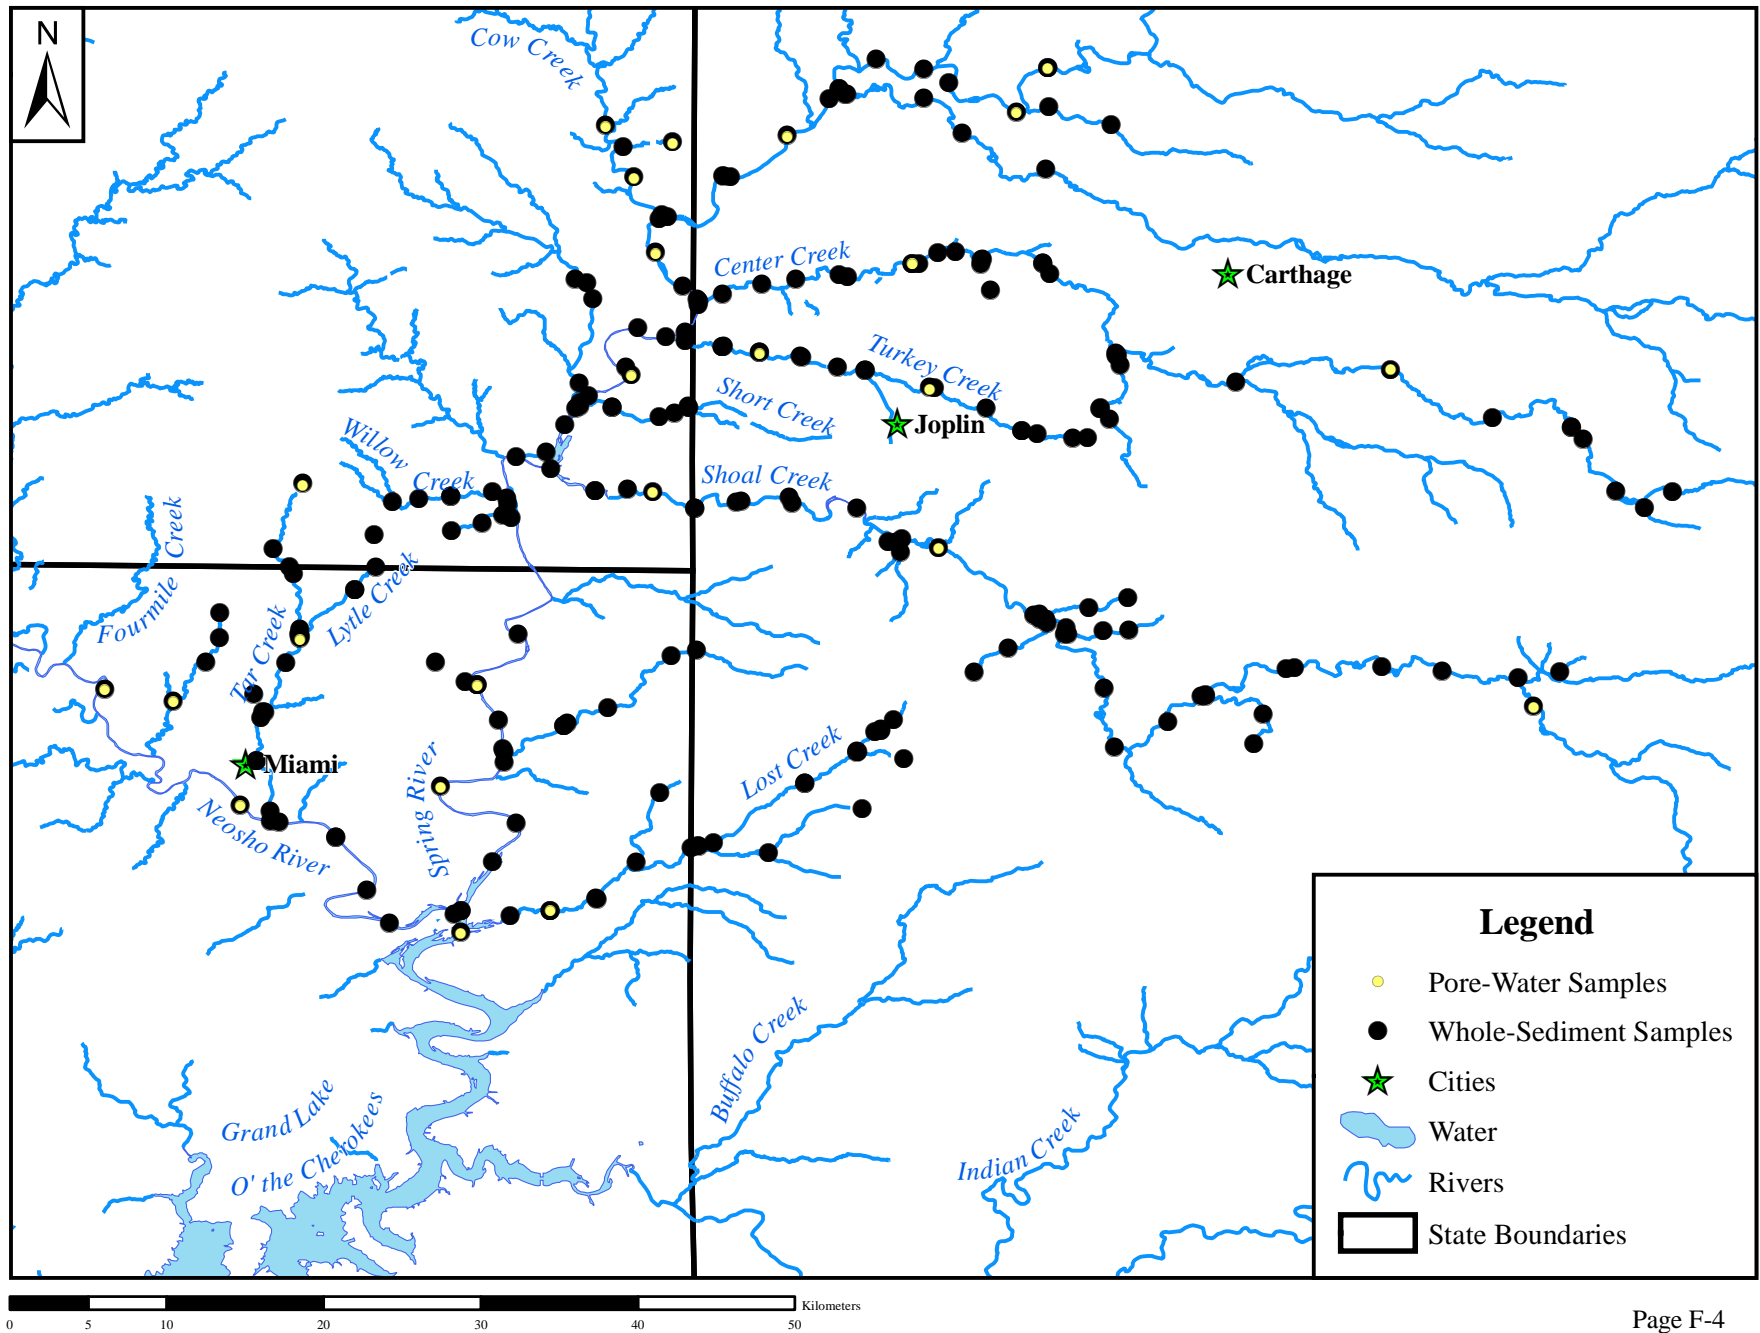 N
Cow Creek
Center Creek
Carthage
Turkey Creek
Short Creek
Joplin
Willow
Creek
Shoal Creek
Fourmile Creek
Tar Creek
Lytle Creek
Miami
Neosho River
Spring River
Lost Creek
Buffalo Creek
Indian Creek
Grand Lake
O' the Cherokees
Legend
Pore-Water Samples
Whole-Sediment Samples
Cities
Water
Rivers
State Boundaries
Kilometers
0 5 10 20 30 40 50
Page F-4